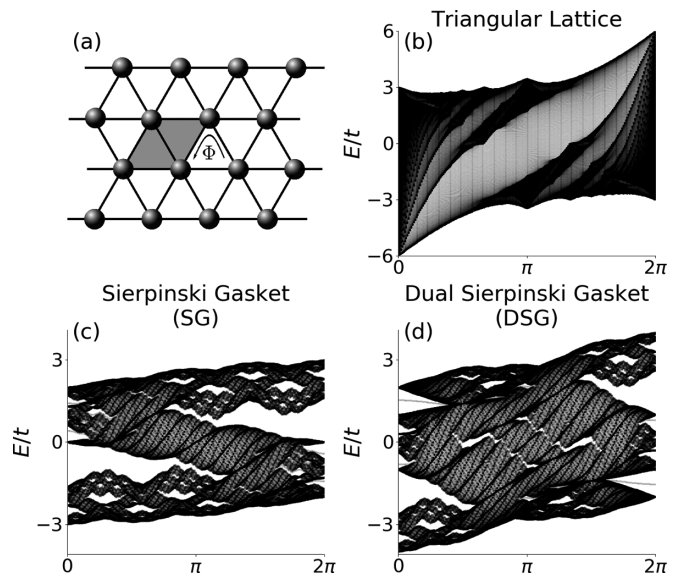 (a)
Φ
Triangular Lattice
(b)
E/t
6
3
0
−3
−6
0
π
2π
Sierpinski Gasket
(SG)
(c)
E/t
3
0
−3
0
π
2π
Dual Sierpinski Gasket
(DSG)
(d)
E/t
3
0
−3
0
π
2π